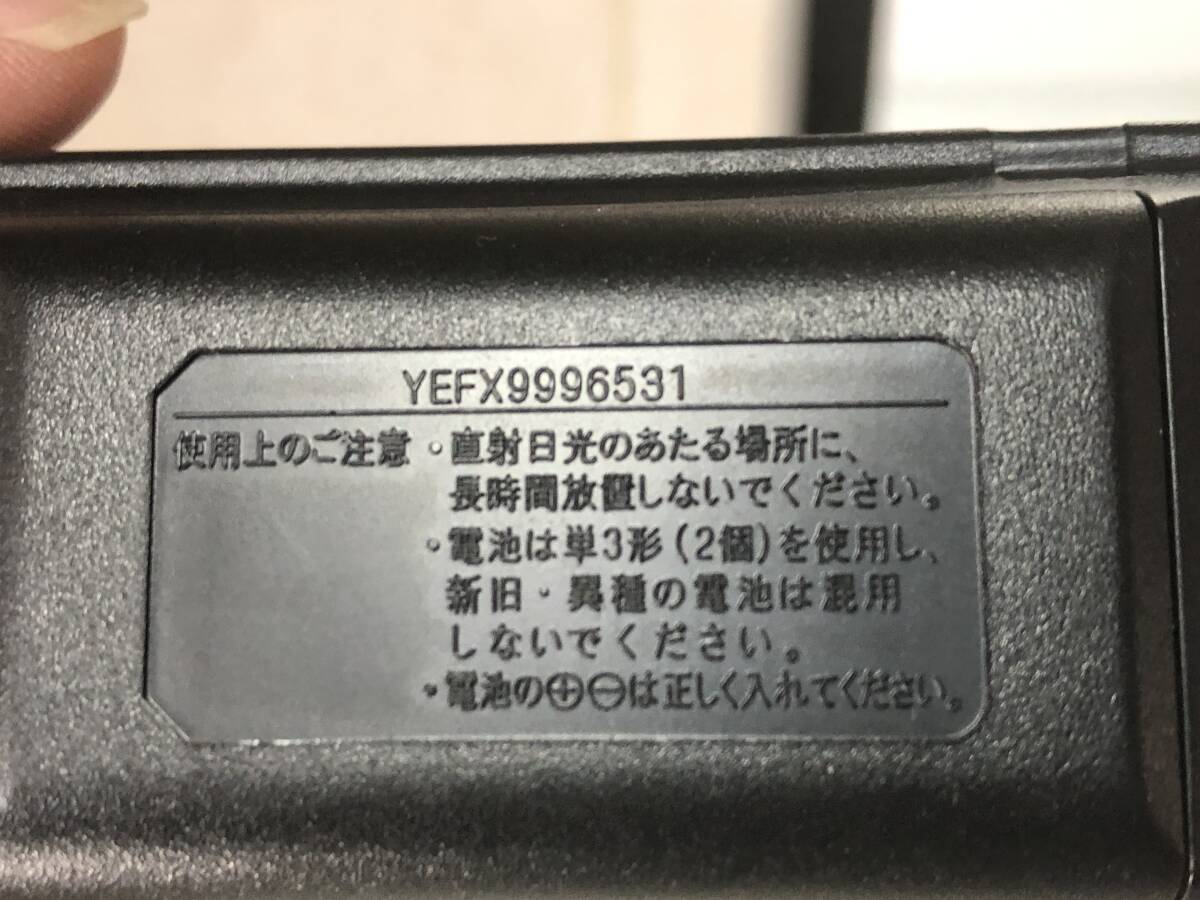 YEFX9996531
使用上のご注意 ・直射日光のあたる場所に、
長時間放置しないでください。
・電池は単3形(2個)を使用し、
新旧・異種の電池は混用
しないでください。
・電池の⊕⊖は正しく入れてください。